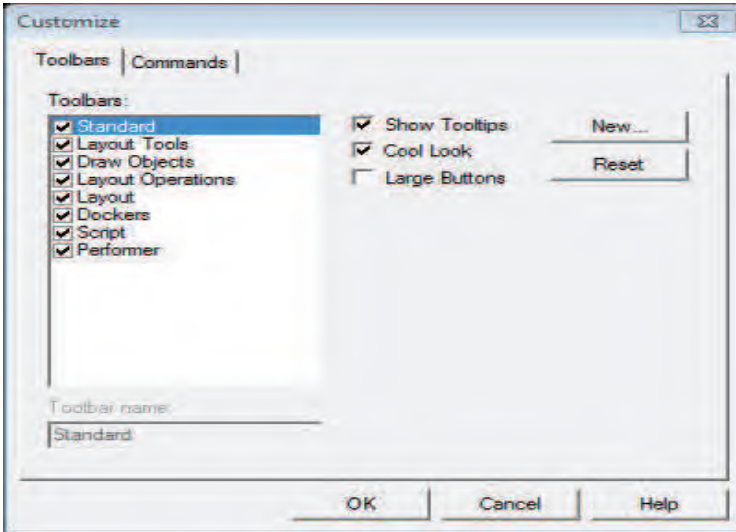 Customize
Toolbars
Commands
Toolbars:
Standard
Layout Tools
Draw Objects
Layout Operations
Layout
Dockers
Script
Performer
Show Tooltips
Cool Look
Large Buttons
New...
Reset
Toolbar name:
Standard
OK
Cancel
Help